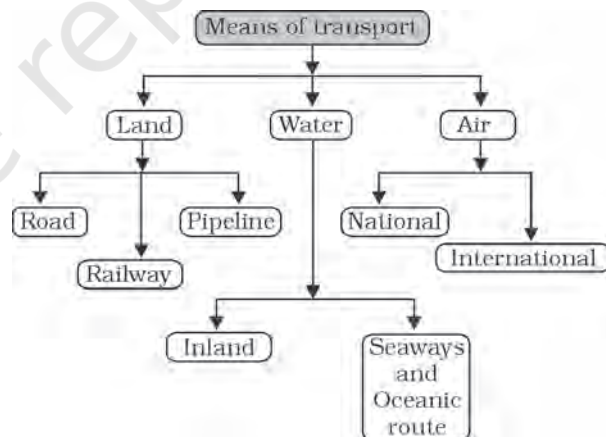 Means of transport
Land
Water
Air
Road
Pipeline
National
Railway
International
Inland
Seaways
and
Oceanic
route